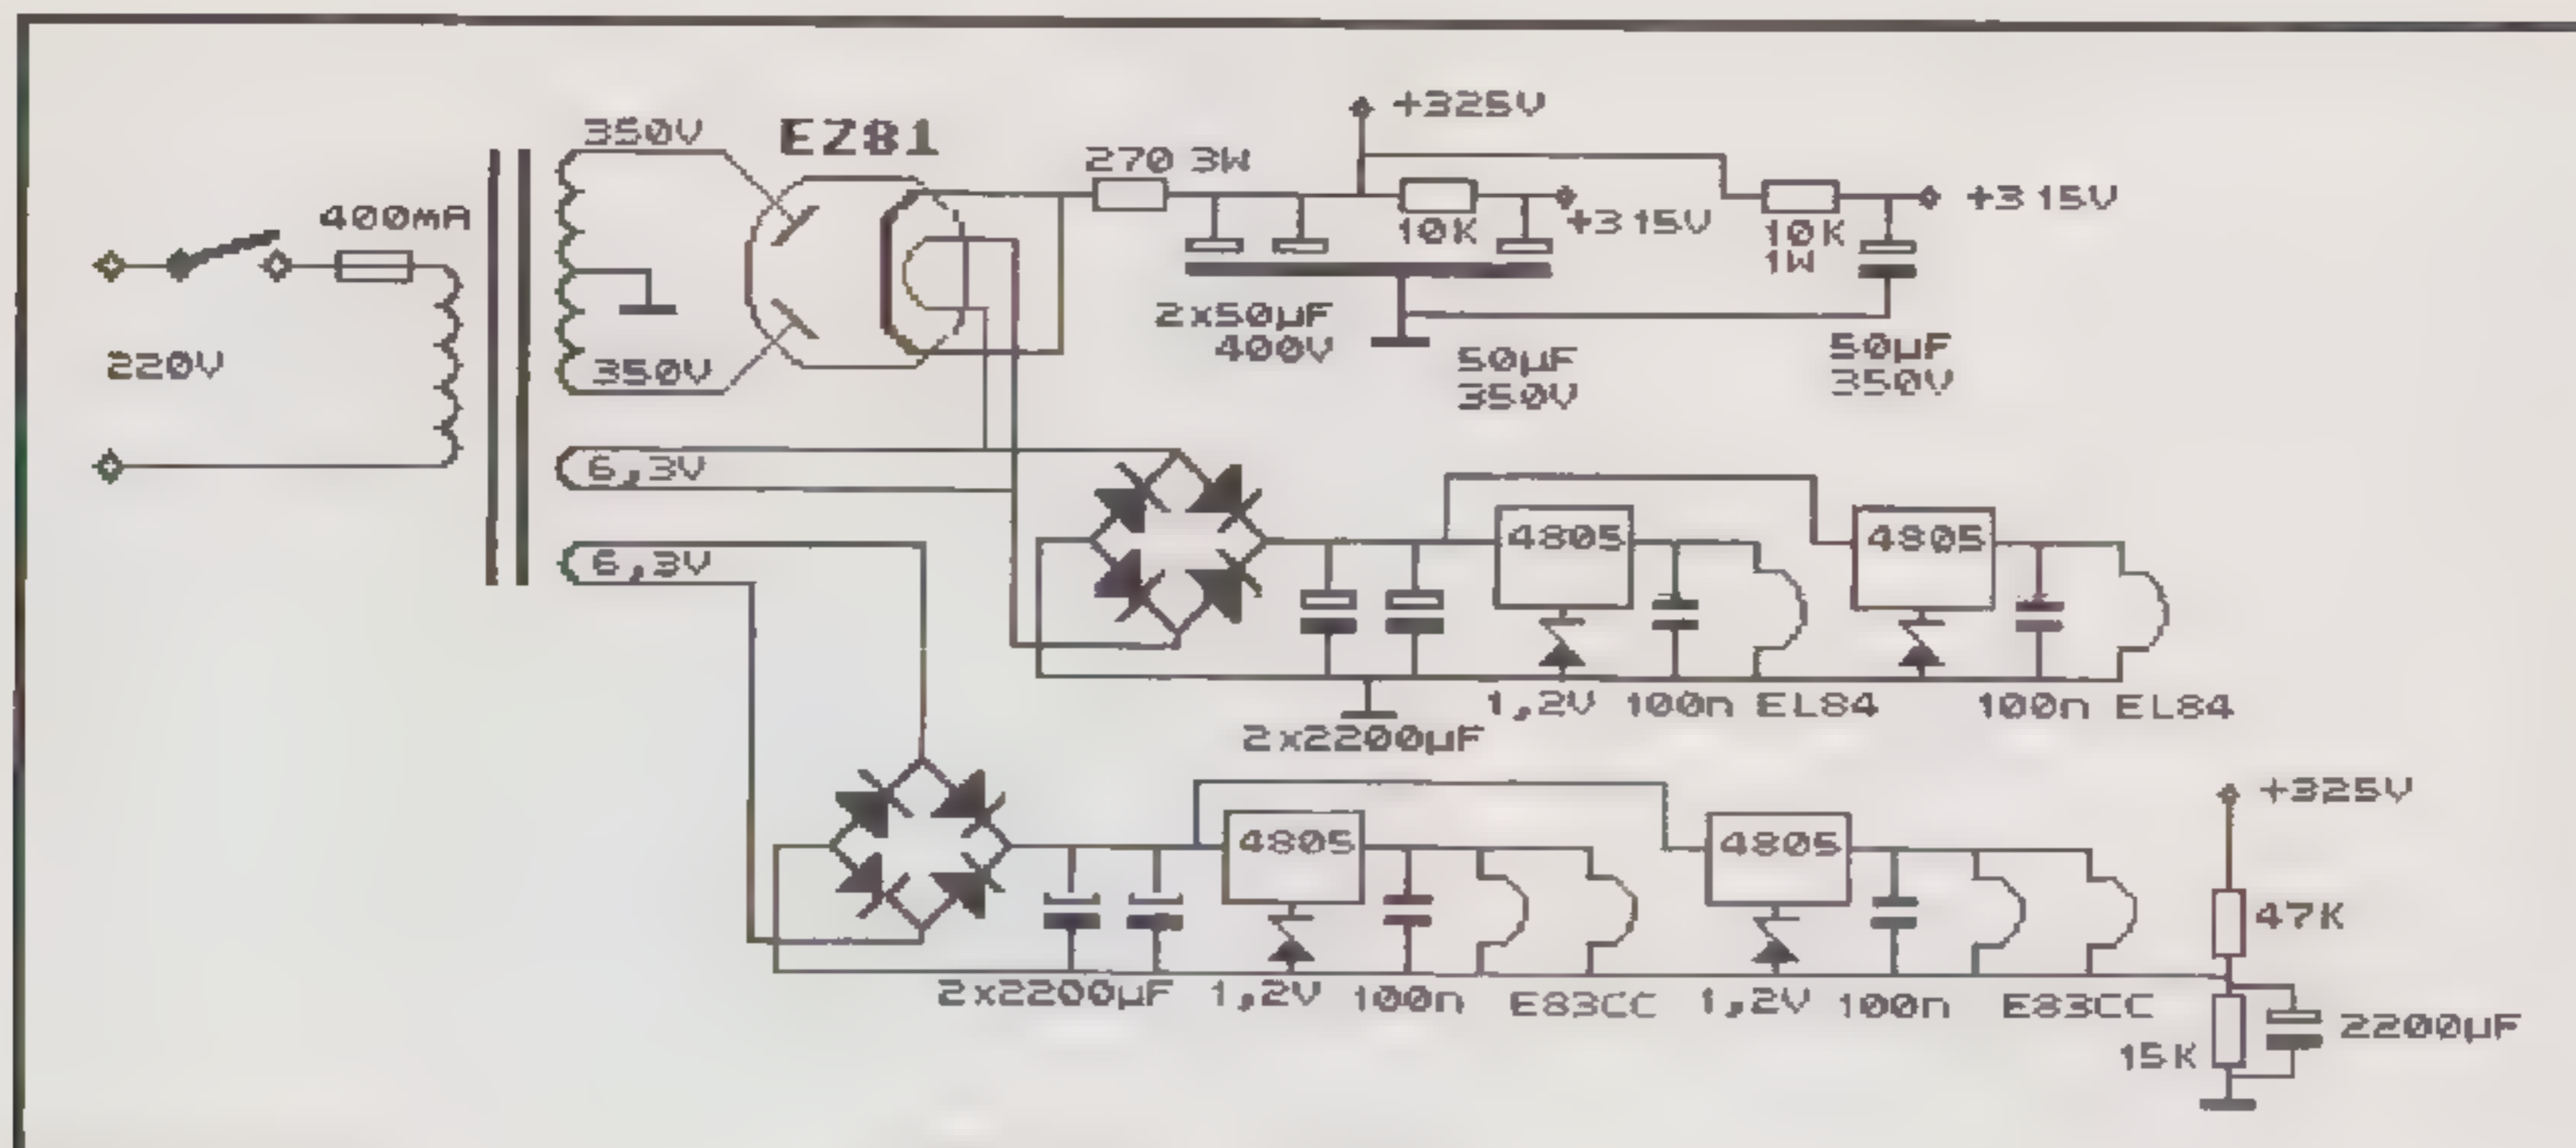 +325V
350V
EZ81
270 3W
400mA
+315V
10K
+315V
10K
1W
2x50µF
400V
220V
350V
50µF
350V
50µF
350V
6,3V
6,3V
4805
4805
1,2V
100n
EL84
100n
EL84
2x2200µF
+325V
4805
4805
47K
2x2200µF
1,2V
100n
E83CC
1,2V
100n
E83CC
2200µF
15K